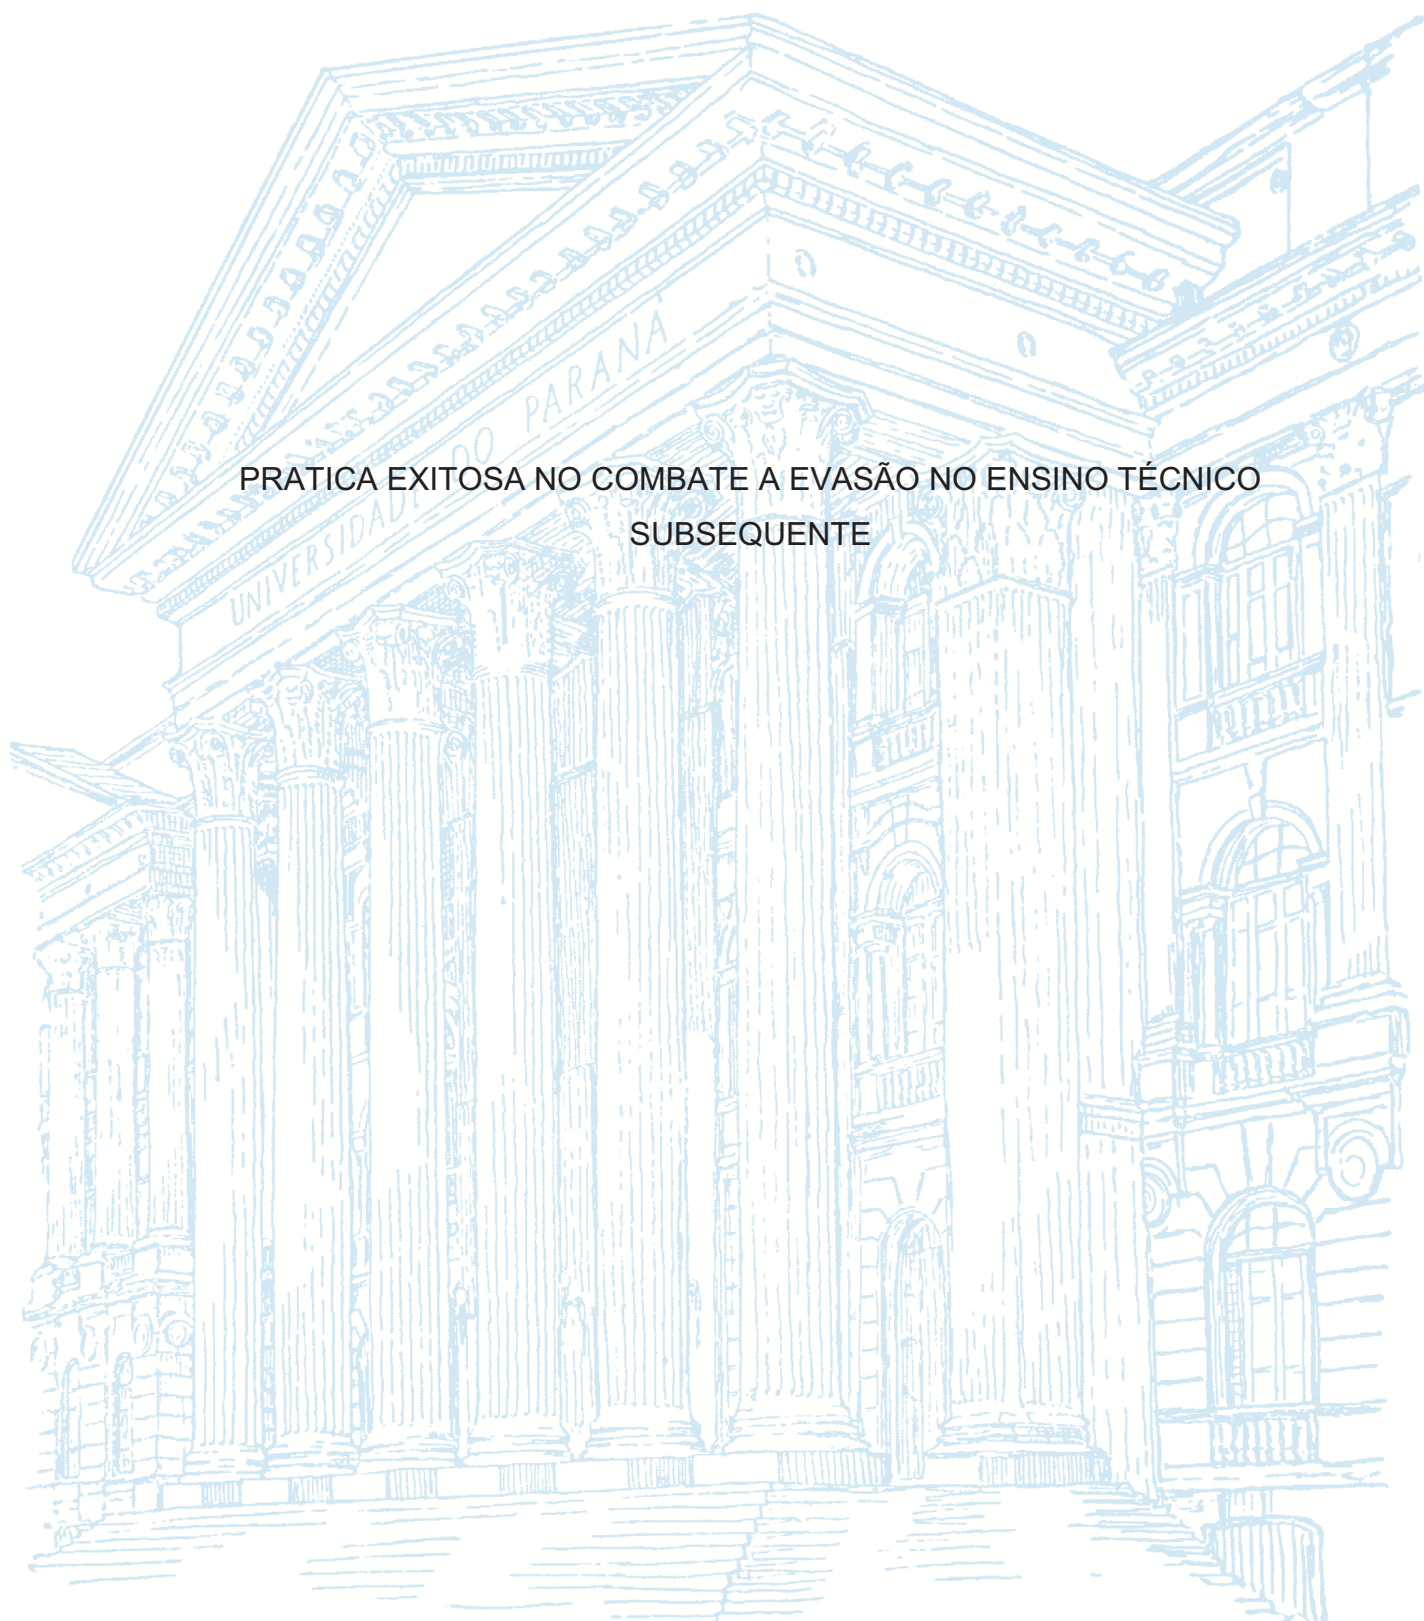 UNIVERSIDADE DO PARANÁ
PRATICA EXITOSA NO COMBATE A EVASÃO NO ENSINO TÉCNICO
SUBSEQUENTE